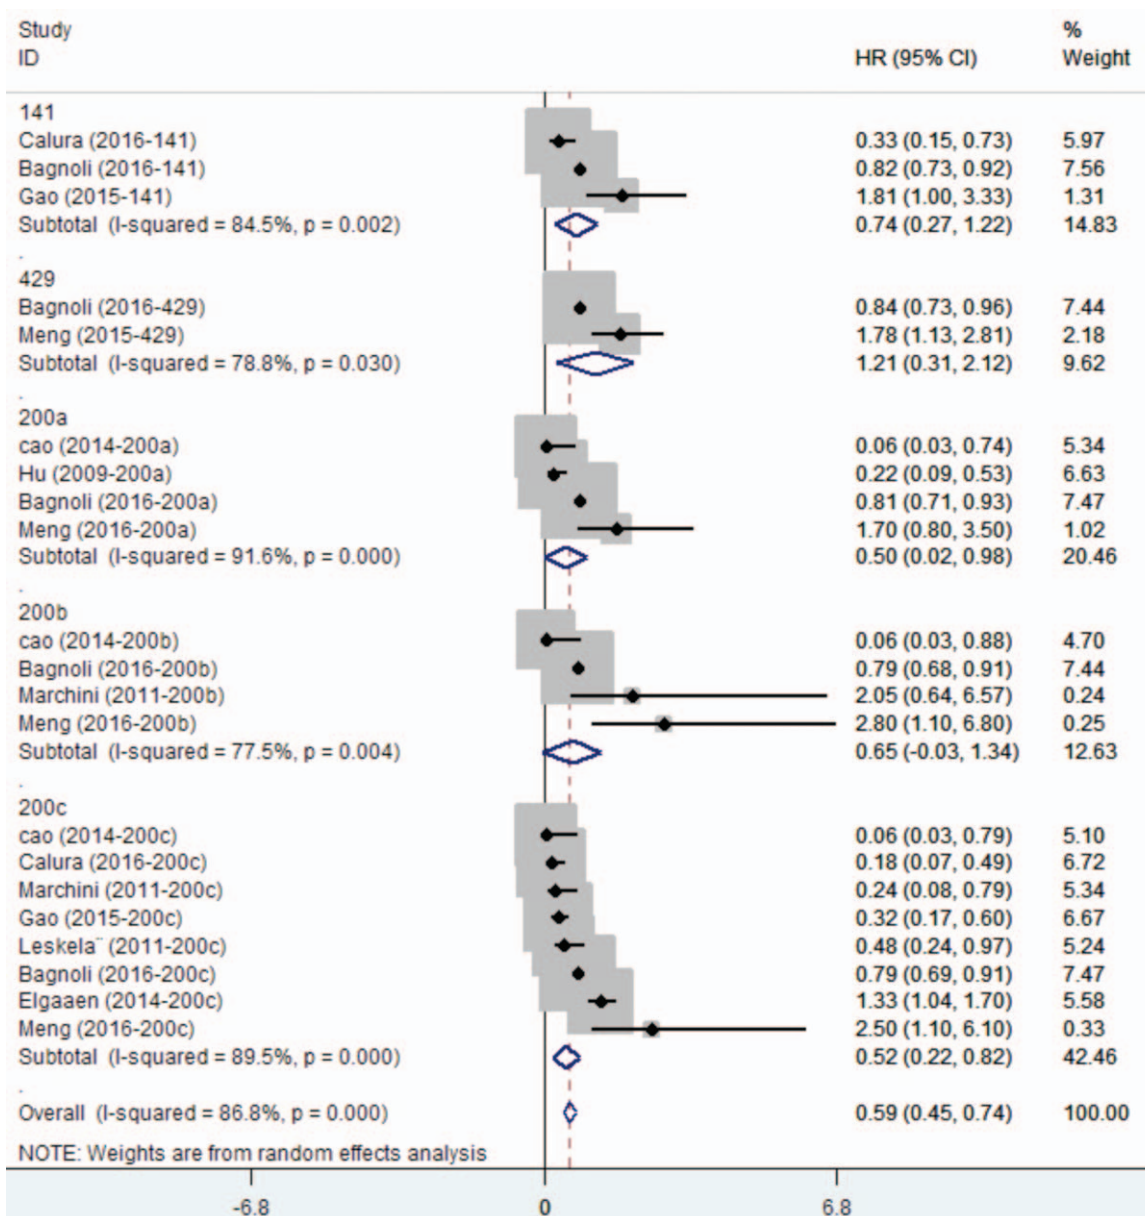 Study % 
ID HR (95% CI) Weight
141
Calura (2016-141) 0.33 (0.15, 0.73) 5.97
Bagnoli (2016-141) 0.82 (0.73, 0.92) 7.56
Gao (2015-141) 1.81 (1.00, 3.33) 1.31
Subtotal (I-squared = 84.5%, p = 0.002) 0.74 (0.27, 1.22) 14.83
.
429
Bagnoli (2016-429) 0.84 (0.73, 0.96) 7.44
Meng (2015-429) 1.78 (1.13, 2.81) 2.18
Subtotal (I-squared = 78.8%, p = 0.030) 1.21 (0.31, 2.12) 9.62
.
200a
cao (2014-200a) 0.06 (0.03, 0.74) 5.34
Hu (2009-200a) 0.22 (0.09, 0.53) 6.63
Bagnoli (2016-200a) 0.81 (0.71, 0.93) 7.47
Meng (2016-200a) 1.70 (0.80, 3.50) 1.02
Subtotal (I-squared = 91.6%, p = 0.000) 0.50 (0.02, 0.98) 20.46
.
200b
cao (2014-200b) 0.06 (0.03, 0.88) 4.70
Bagnoli (2016-200b) 0.79 (0.68, 0.91) 7.44
Marchini (2011-200b) 2.05 (0.64, 6.57) 0.24
Meng (2016-200b) 2.80 (1.10, 6.80) 0.25
Subtotal (I-squared = 77.5%, p = 0.004) 0.65 (-0.03, 1.34) 12.63
.
200c
cao (2014-200c) 0.06 (0.03, 0.79) 5.10
Calura (2016-200c) 0.18 (0.07, 0.49) 6.72
Marchini (2011-200c) 0.24 (0.08, 0.79) 5.34
Gao (2015-200c) 0.32 (0.17, 0.60) 6.67
Leskela¨ (2011-200c) 0.48 (0.24, 0.97) 5.24
Bagnoli (2016-200c) 0.79 (0.69, 0.91) 7.47
Elgaaen (2014-200c) 1.33 (1.04, 1.70) 5.58
Meng (2016-200c) 2.50 (1.10, 6.10) 0.33
Subtotal (I-squared = 89.5%, p = 0.000) 0.52 (0.22, 0.82) 42.46
.
Overall (I-squared = 86.8%, p = 0.000) 0.59 (0.45, 0.74) 100.00
NOTE: Weights are from random effects analysis
-6.8 0 6.8